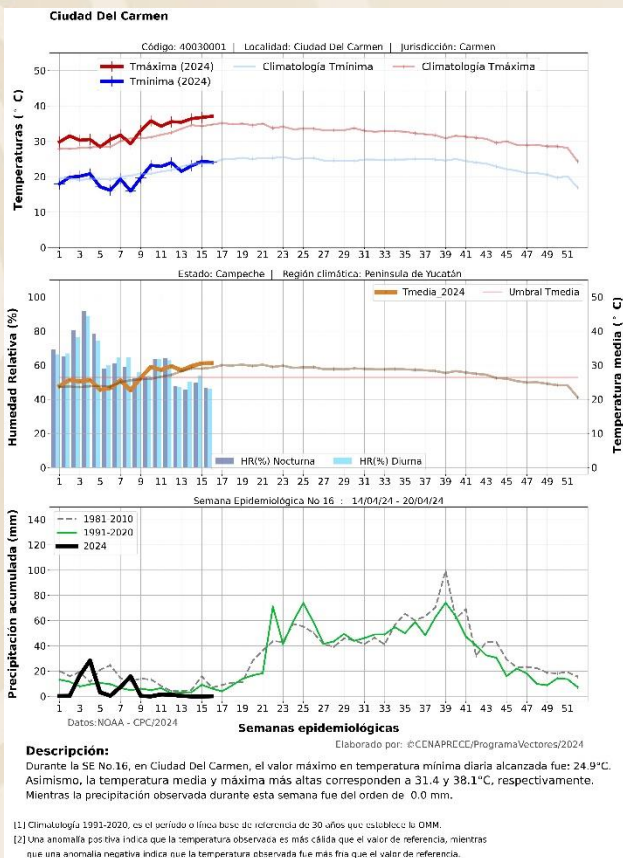 Ciudad Del Carmen
Código: 40030001 | Localidad: Ciudad Del Carmen | Jurisdicción: Carmen
Tmáxima (2024)
Tminima (2024)
Climatología Tmínima
Climatología Tmáxima
Temperaturas (° C)
50
40
30
20
10
0
1 3 5 7 9 11 13 15 17 19 21 23 25 27 29 31 33 35 37 39 41 43 45 47 49 51
Estado: Campeche | Región climática: Península de Yucatán
Tmedia_2024
Umbral Tmedia
Humedad Relativa (%)
100
80
60
40
20
0
Temperatura media (° C)
50
40
30
20
10
0
HR(%) Nocturna
HR(%) Diurna
1 3 5 7 9 11 13 15 17 19 21 23 25 27 29 31 33 35 37 39 41 43 45 47 49 51
Semana Epidemiológica No 16 : 14/04/24 - 20/04/24
1981-2010
1991-2020
2024
Precipitación acumulada (mm)
140
120
100
80
60
40
20
0
1 3 5 7 9 11 13 15 17 19 21 23 25 27 29 31 33 35 37 39 41 43 45 47 49 51
Datos:NOAA - CPC/2024
Semanas epidemiológicas
Elaborado por: ©CENAPRECE/ProgramaVectores/2024
Descripción:
Durante la SE No.16, en Ciudad Del Carmen, el valor máximo en temperatura mínima diaria alcanzada fue: 24.9°C.
Asimismo, la temperatura media y máxima más altas corresponden a 31.4 y 38.1°C, respectivamente.
Mientras la precipitación observada durante esta semana fue del orden de 0.0 mm.
[1] Climatología 1991-2020, es el período o línea base de referencia de 30 años que establece la OMM.
[2] Una anomalía positiva indica que la temperatura observada es más cálida que el valor de referencia, mientras
que una anomalía negativa indica que la temperatura observada fue más fria que el valor de referencia.